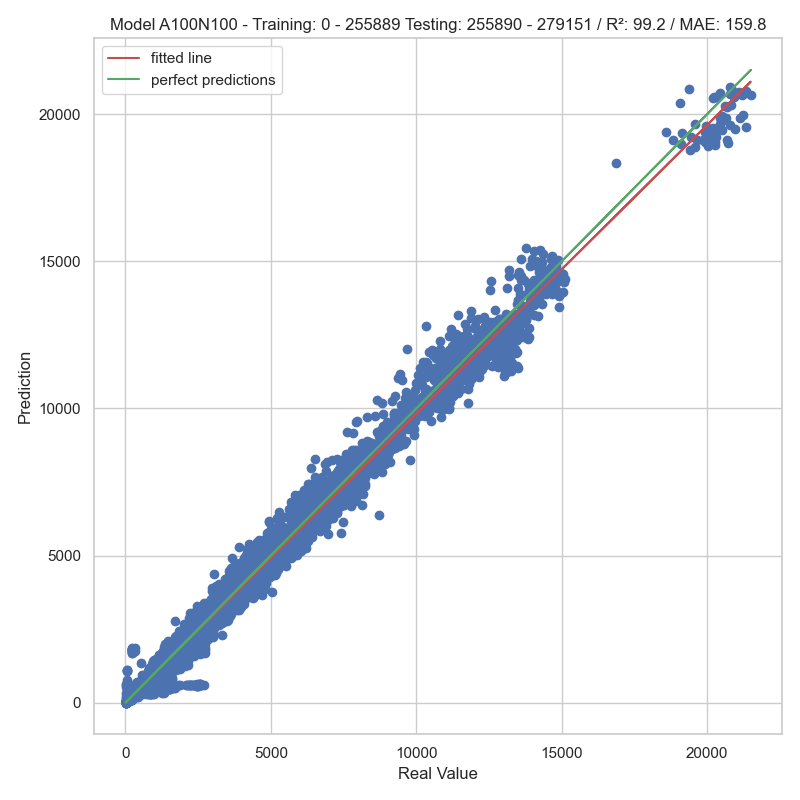 Model A100N100 - Training: 0 - 255889 Testing: 255890 - 279151 / R²: 99.2 / MAE: 159.8
fitted line
perfect predictions
20000
15000
10000
5000
0
Prediction
0 5000 10000 15000 20000
Real Value